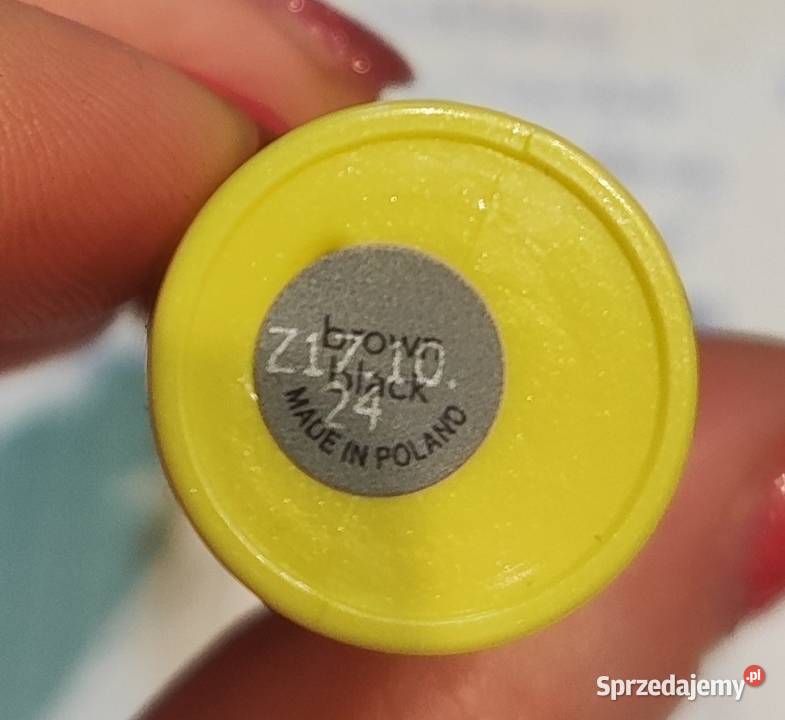 brown
black
Z17.10.
24
MADE IN POLAND
Sprzedajemy.pl